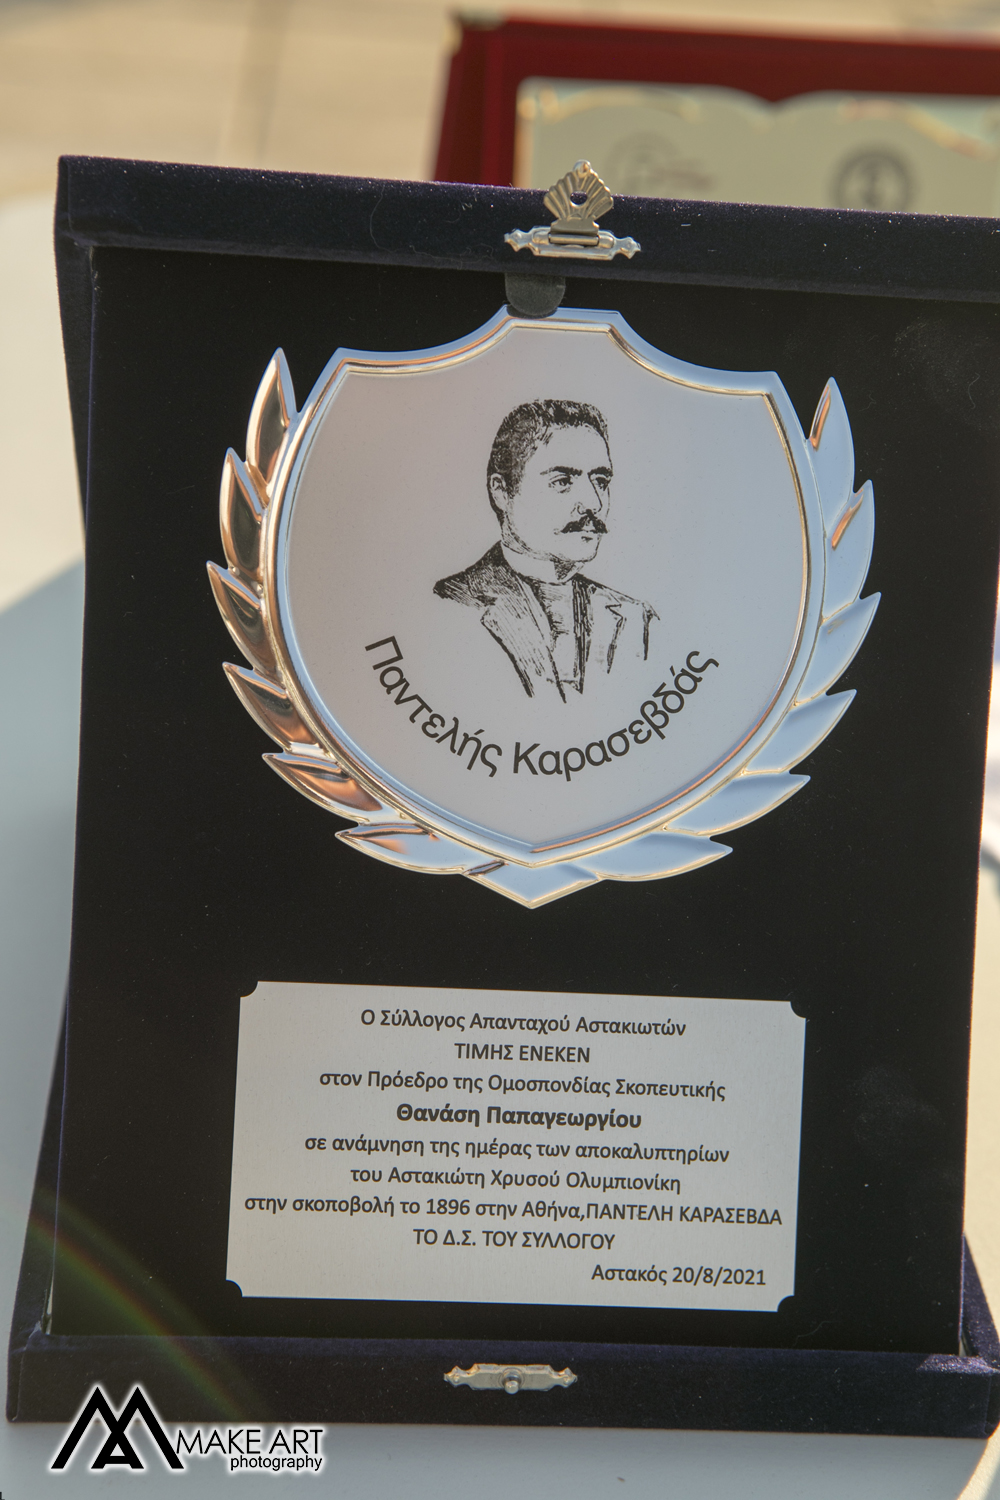 Παντελής Καρασεβδάς
Ο Σύλλογος Απανταχού Αστακιωτών
ΤΙΜΗΣ ΕΝΕΚΕΝ
στον Πρόεδρο της Ομοσπονδίας Σκοπευτικής
Θανάση Παπαγεωργίου
σε ανάμνηση της ημέρας των αποκαλυπτηρίων
του Αστακιώτη Χρυσού Ολυμπιονίκη
στην σκοποβολή το 1896 στην Αθήνα,ΠΑΝΤΕΛΗ ΚΑΡΑΣΕΒΔΑ
ΤΟ Δ.Σ. ΤΟΥ ΣΥΛΛΟΓΟΥ
Αστακός 20/8/2021
MAKE ART
photography